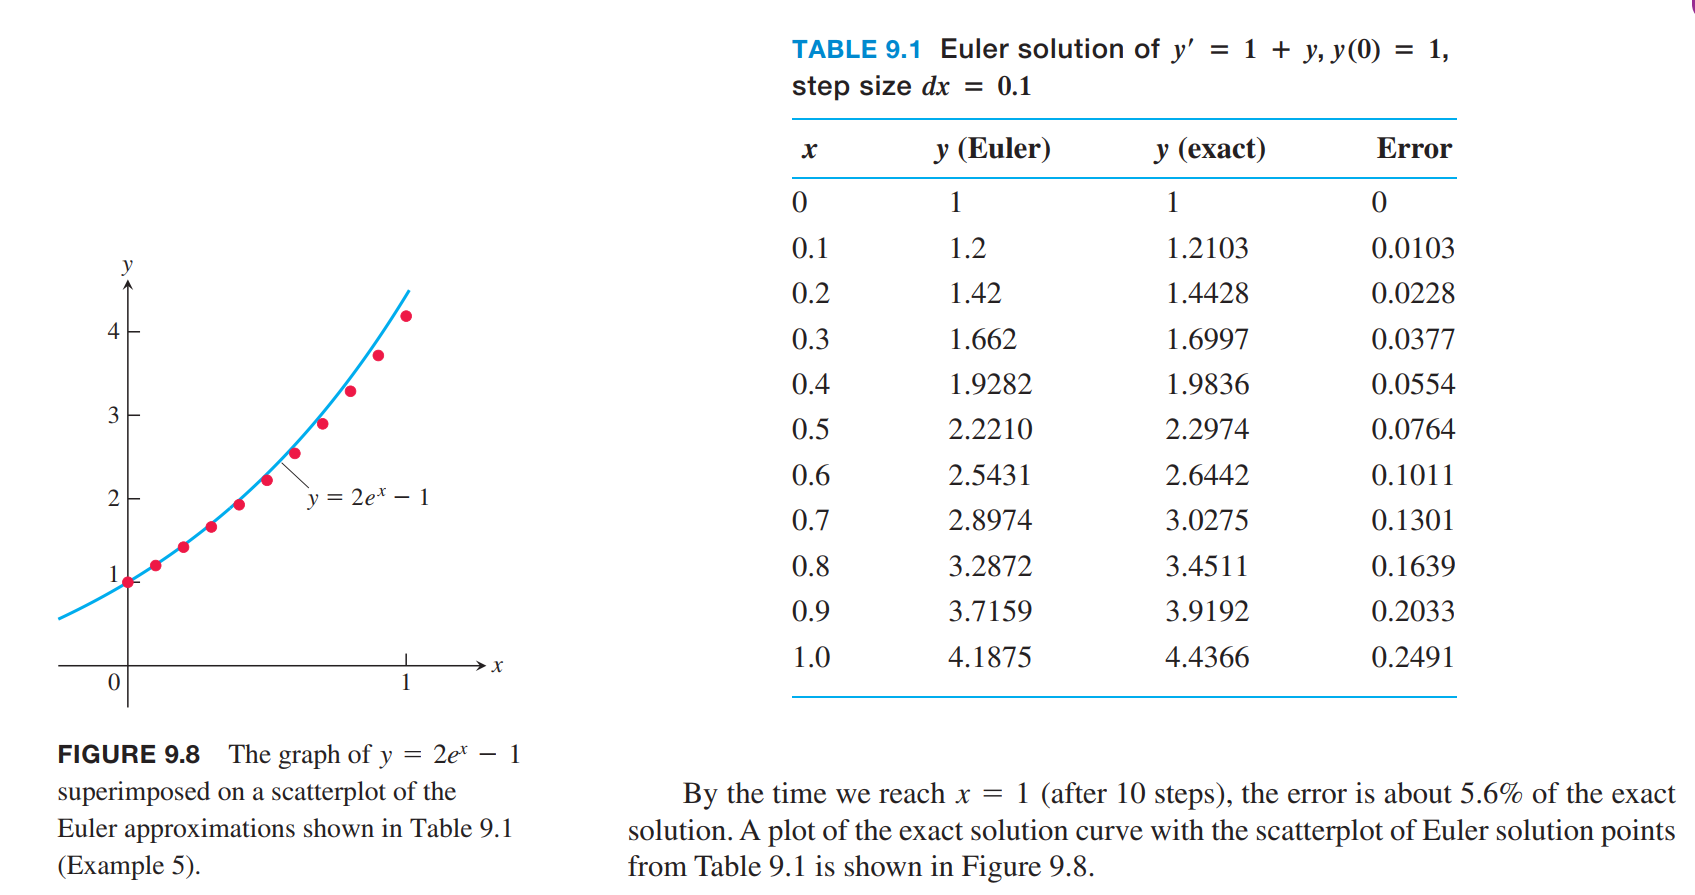 TABLE 9.1 Euler solution of y′ = 1 + y, y(0) = 1,
step size dx = 0.1
x y (Euler) y (exact) Error
0 1 1 0
0.1 1.2 1.2103 0.0103
0.2 1.42 1.4428 0.0228
0.3 1.662 1.6997 0.0377
0.4 1.9282 1.9836 0.0554
0.5 2.2210 2.2974 0.0764
0.6 2.5431 2.6442 0.1011
0.7 2.8974 3.0275 0.1301
0.8 3.2872 3.4511 0.1639
0.9 3.7159 3.9192 0.2033
1.0 4.1875 4.4366 0.2491
y
4
3
2
1
y = 2eˣ − 1
x
0
1
FIGURE 9.8 The graph of y = 2eˣ − 1
superimposed on a scatterplot of the
Euler approximations shown in Table 9.1
(Example 5).
By the time we reach x = 1 (after 10 steps), the error is about 5.6% of the exact
solution. A plot of the exact solution curve with the scatterplot of Euler solution points
from Table 9.1 is shown in Figure 9.8.